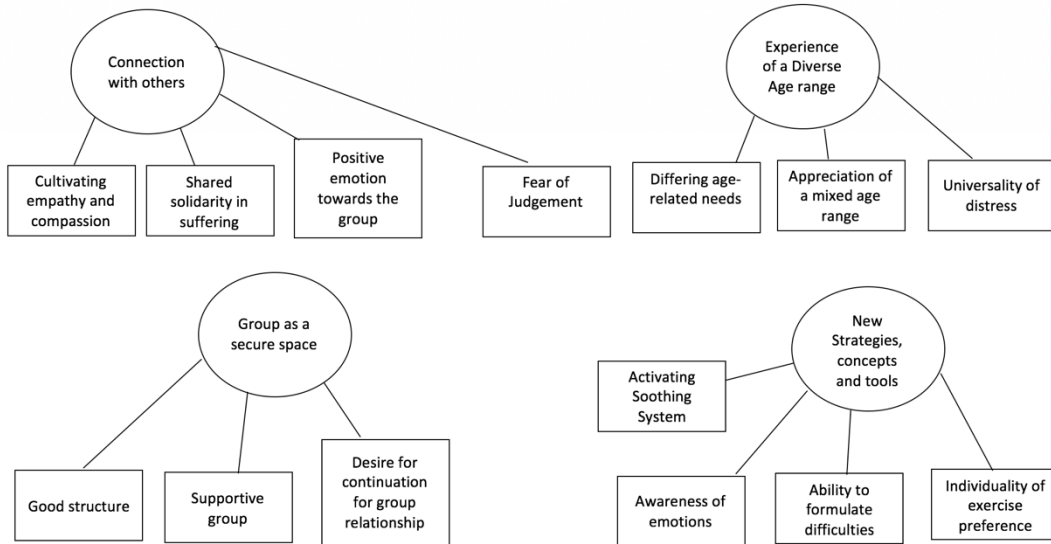 Connection
with others
Cultivating
empathy and
compassion
Shared
solidarity in
suffering
Positive
emotion
towards the
group
Fear of
Judgement
Experience
of a Diverse
Age range
Differing age-
related needs
Appreciation of
a mixed age
range
Universality of
distress
Group as a
secure space
Good structure
Supportive
group
Desire for
continuation
for group
relationship
New
Strategies,
concepts
and tools
Activating
Soothing
System
Awareness of
emotions
Ability to
formulate
difficulties
Individuality of
exercise
preference